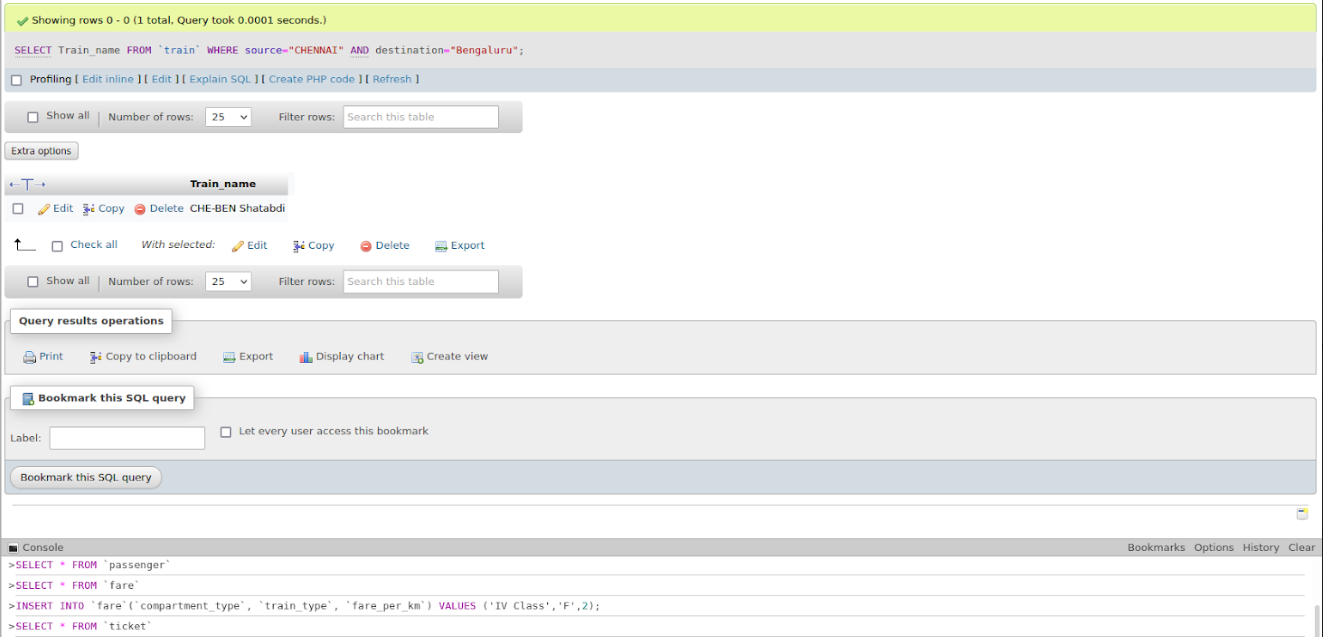 Showing rows 0 - 0 (1 total, Query took 0.0001 seconds.)
SELECT Train_name FROM `train` WHERE source="CHENNAI" AND destination="Bengaluru";
Profiling [ Edit inline ] [ Edit ] [ Explain SQL ] [ Create PHP code ] [ Refresh ]
Show all | Number of rows: 25 Filter rows: Search this table
Extra options
←T→ Train_name
Edit Copy Delete CHE-BEN Shatabdi
Check all With selected: Edit Copy Delete Export
Show all | Number of rows: 25 Filter rows: Search this table
Query results operations
Print Copy to clipboard Export Display chart Create view
Bookmark this SQL query
Label: Let every user access this bookmark
Bookmark this SQL query
Console Bookmarks Options History Clear
>SELECT * FROM `passenger`
>SELECT * FROM `fare`
>INSERT INTO `fare`(`compartment_type`, `train_type`, `fare_per_km`) VALUES ('IV Class','F',2);
>SELECT * FROM `ticket`